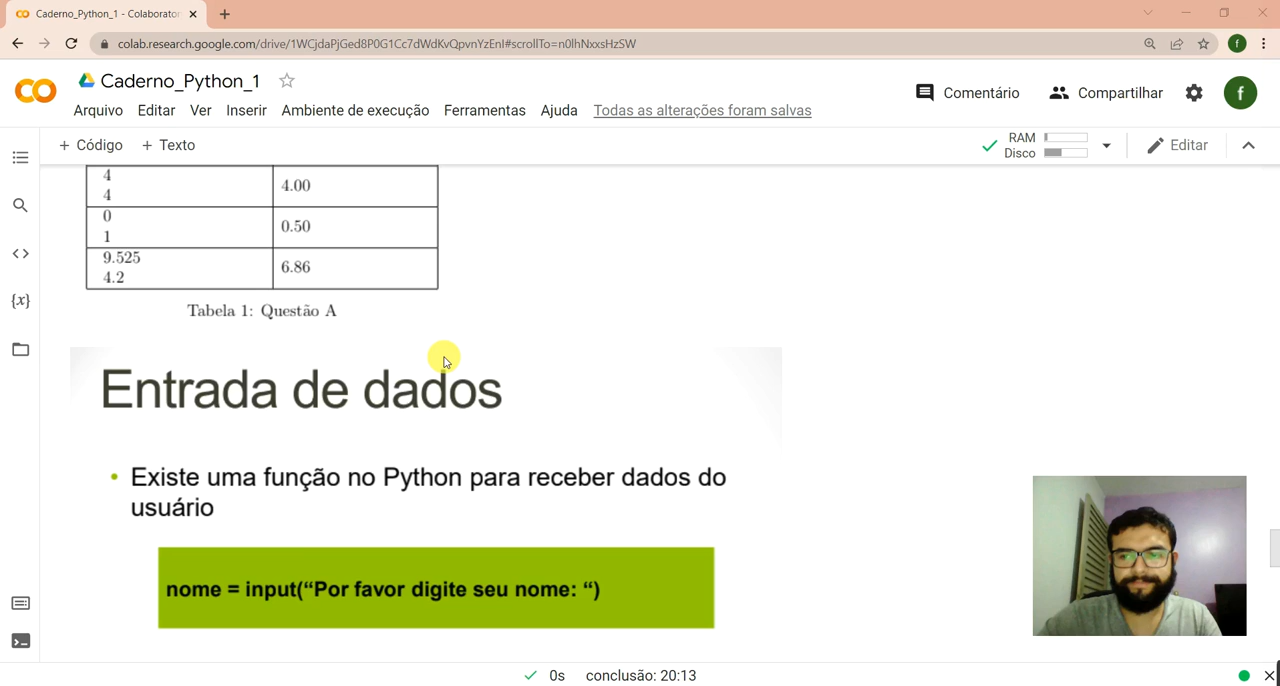 Caderno_Python_1 - Colaborator
colab.research.google.com/drive/1WCjdaPjGed8P0G1Cc7dWdKvQpvnYzEnI#scrollTo=n0lhNxxsHzSW
f
Caderno_Python_1
Comentário
Compartilhar
f
Arquivo Editar Ver Inserir Ambiente de execução Ferramentas Ajuda Todas as alterações foram salvas
+ Código + Texto
RAM
Disco
Editar
4
4
4.00
0
1
0.50
9.525
4.2
6.86
Tabela 1: Questão A
{x}
Entrada de dados
• Existe uma função no Python para receber dados do
usuário
nome = input(“Por favor digite seu nome: “)
0s conclusão: 20:13